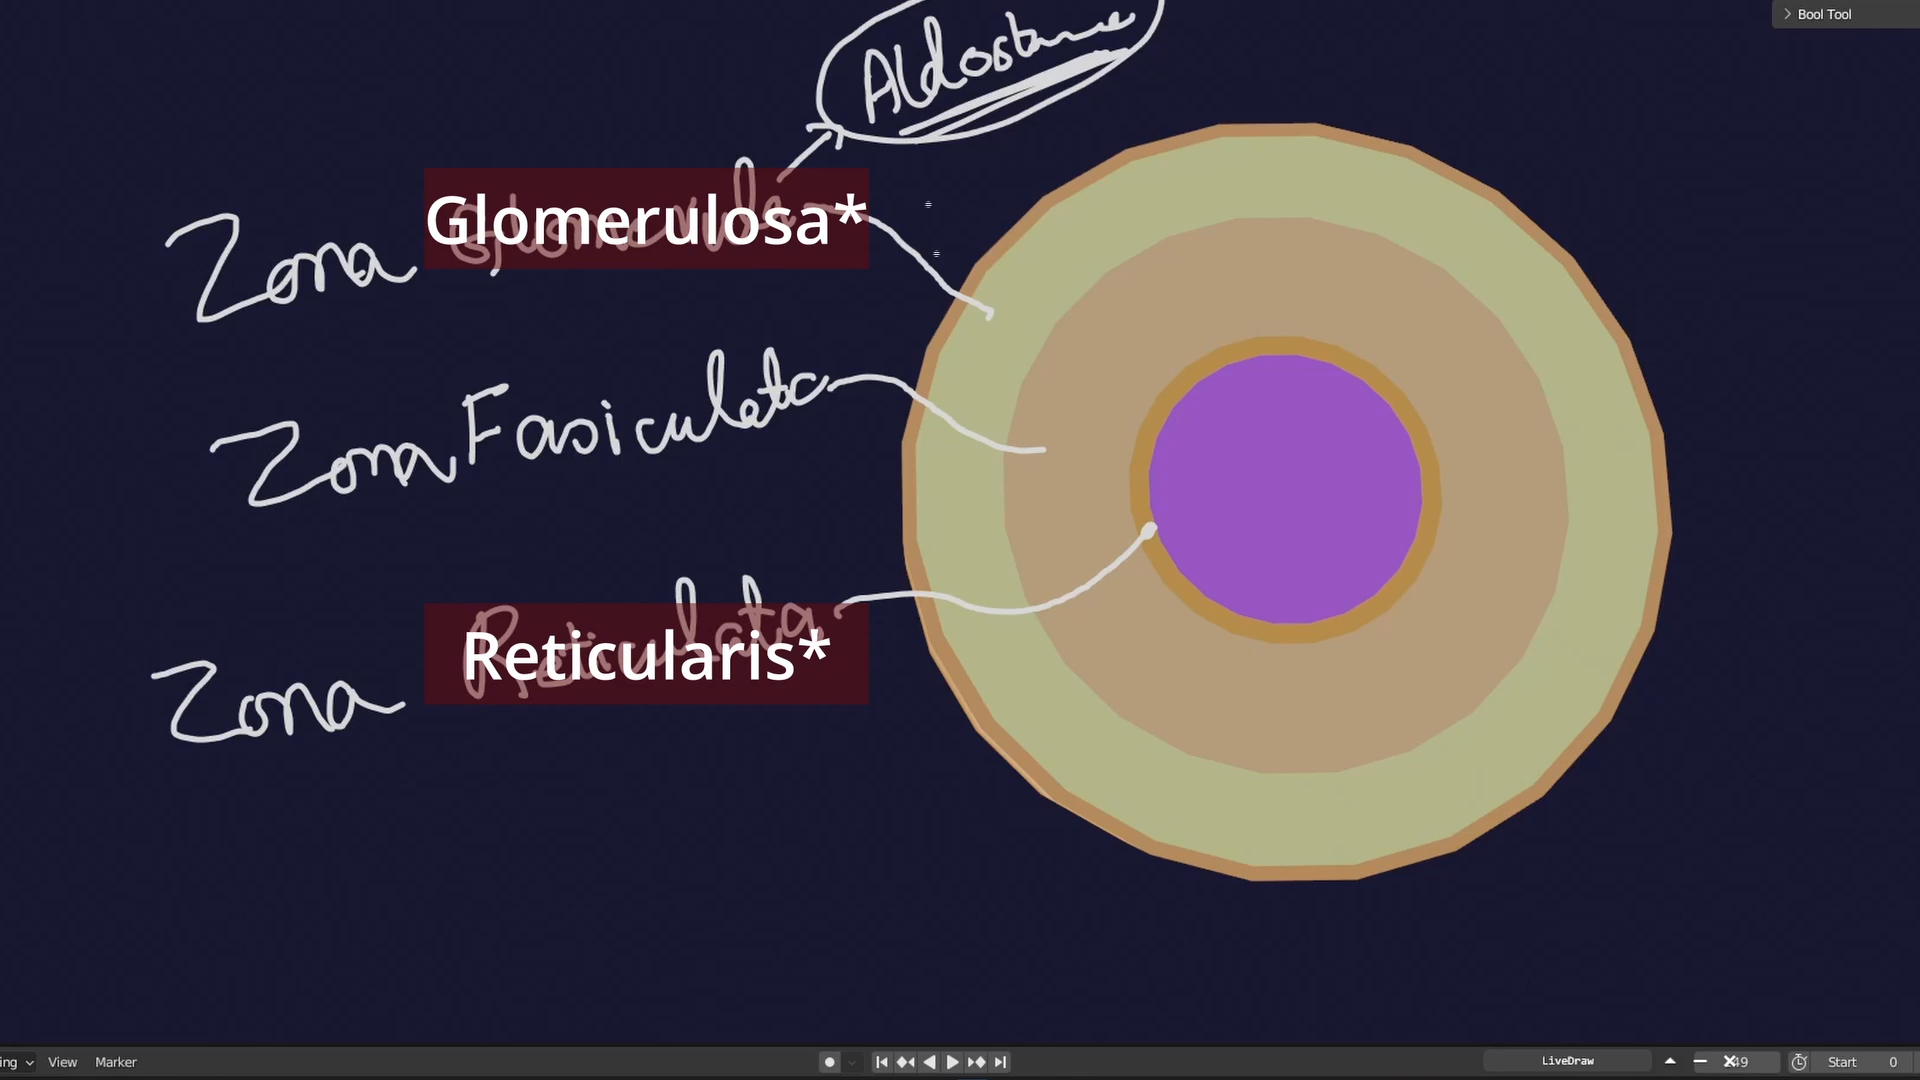 Bool Tool
Aldosterone
Zona Glomerulosa*
Zona Fasiculata
Zona Reticularis*
View Marker
LiveDraw
Start 0